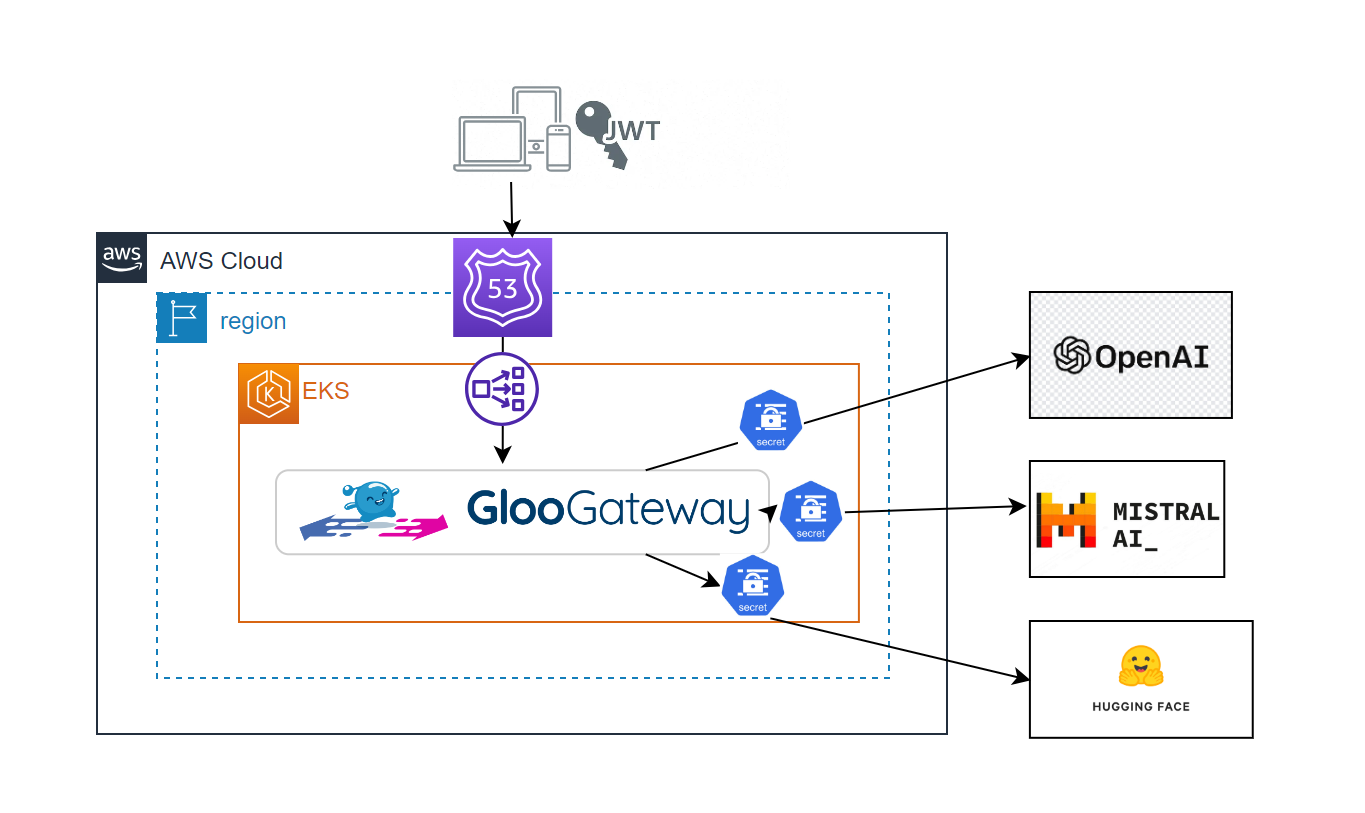 JWT
aws
AWS Cloud
53
region
EKS
K
secret
GlooGateway
secret
secret
OpenAI
MISTRAL
AI_
HUGGING FACE